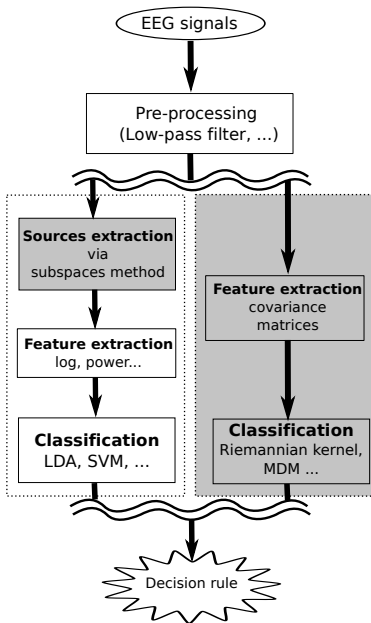 EEG signals
Pre-processing
(Low-pass filter, ...)
Sources extraction
via
subspaces method
Feature extraction
log, power...
Classification
LDA, SVM, ...
Feature extraction
covariance
matrices
Classification
Riemannian kernel,
MDM ...
Decision rule